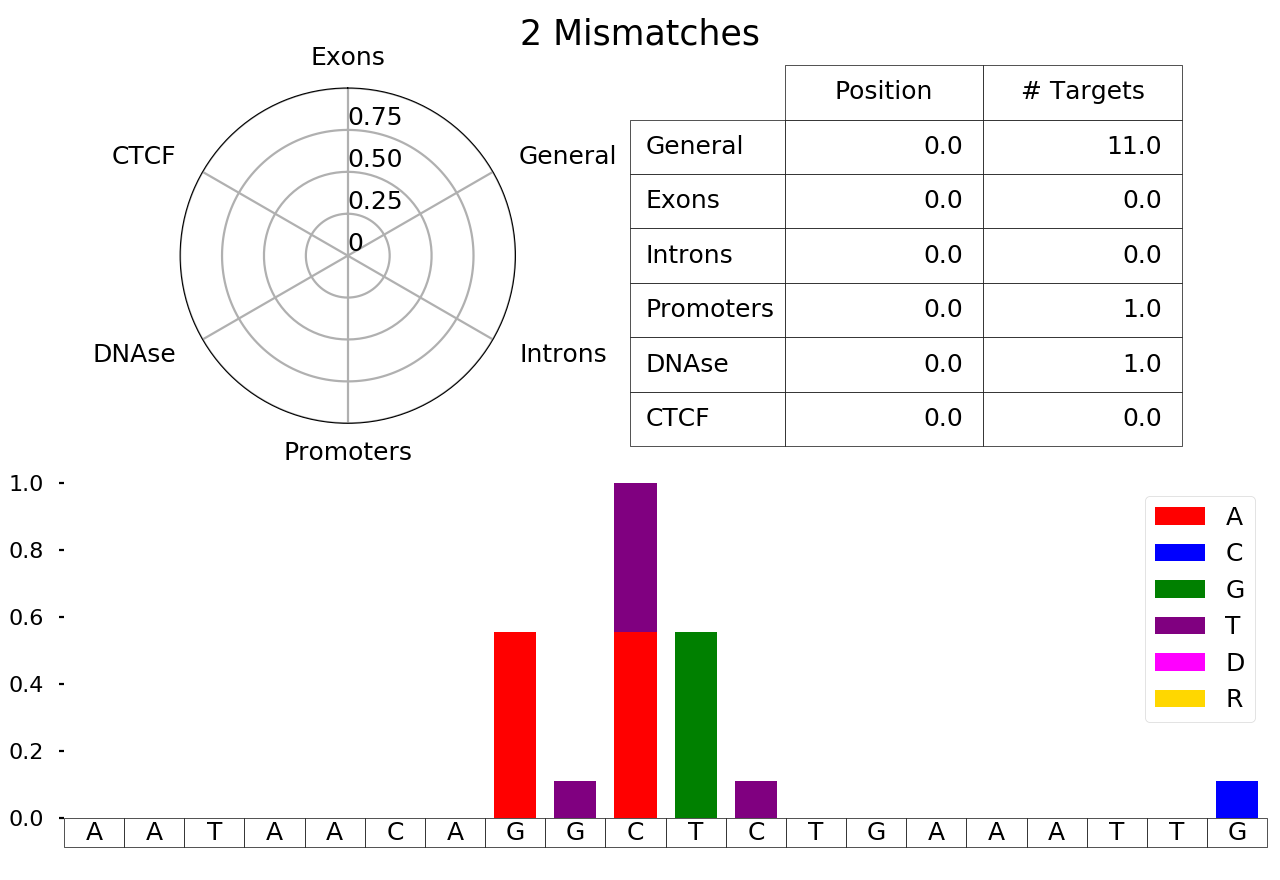 2 Mismatches
Exons
General
CTCF
0.75
0.50
0.25
0
DNAse
Introns
Promoters
Position # Targets
General 0.0 11.0
Exons 0.0 0.0
Introns 0.0 0.0
Promoters 0.0 1.0
DNAse 0.0 1.0
CTCF 0.0 0.0
1.0
0.8
0.6
0.4
0.2
0.0
A
C
G
T
D
R
A A T A A C A G G C T C T G A A A T T G